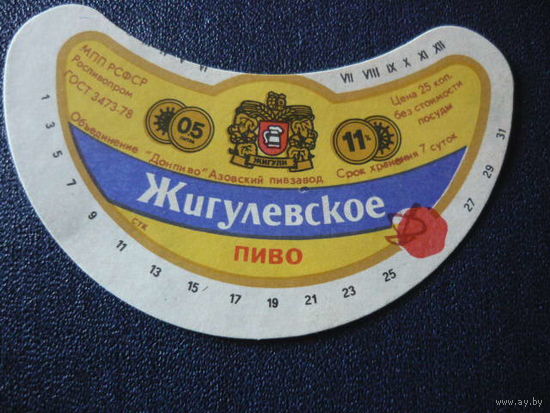 VII VIII IX X XI XII
МПП РСФСР
Роспивопром
ГОСТ 3473-78
Цена 25 коп.
без стоимости
посуды
0,5
литра
11%
ЖИГУЛИ
Объединение "Донпиво" Азовский пивзавод
Срок хранения 7 суток
Жигулевское
ПИВО
стк
1 3 5 7 9 11 13 15 17 19 21 23 25 27 29 31
www.ay.by